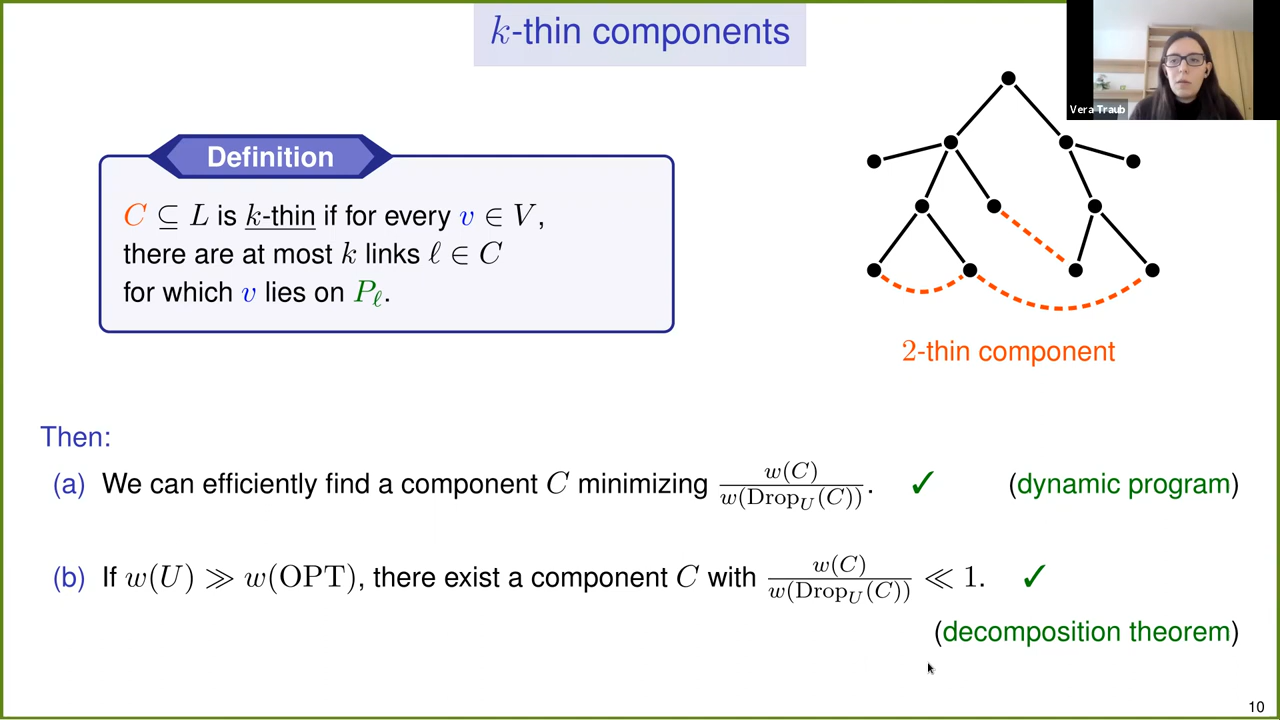 k-thin components
Vera Traub
Definition
C ⊆ L is k-thin if for every v ∈ V,
there are at most k links ℓ ∈ C
for which v lies on P_ℓ.
2-thin component
Then:
(a) We can efficiently find a component C minimizing w(C)/w(Drop_U(C)). ✓ (dynamic program)
(b) If w(U) ≫ w(OPT), there exist a component C with w(C)/w(Drop_U(C)) ≪ 1. ✓
(decomposition theorem)
10